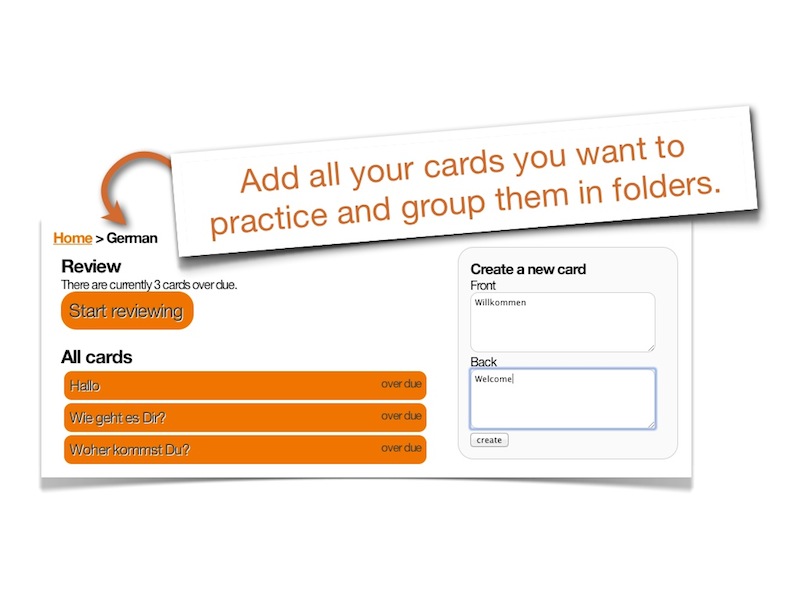 Add all your cards you want to
practice and group them in folders.
Home > German
Review
There are currently 3 cards over due.
Start reviewing
All cards
Hallo over due
Wie geht es Dir? over due
Woher kommst Du? over due
Create a new card
Front
Willkommen
Back
Welcome
create